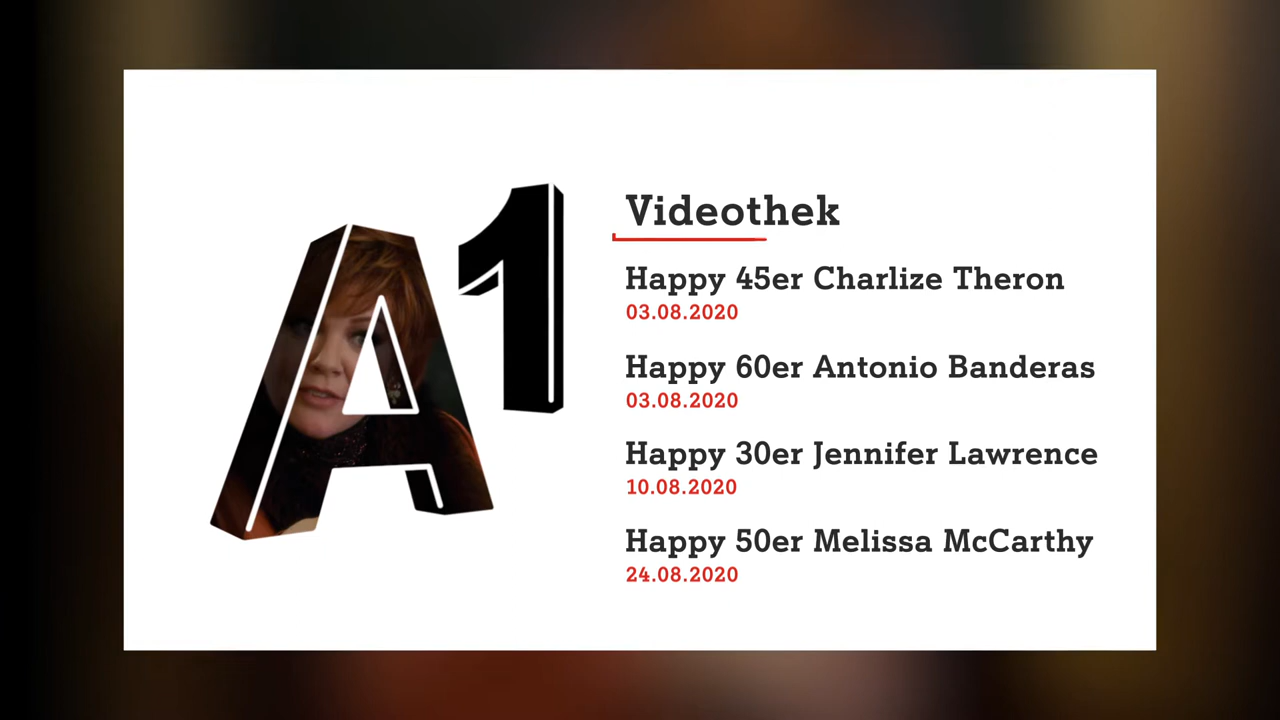 A1
Videothek
Happy 45er Charlize Theron
03.08.2020
Happy 60er Antonio Banderas
03.08.2020
Happy 30er Jennifer Lawrence
10.08.2020
Happy 50er Melissa McCarthy
24.08.2020